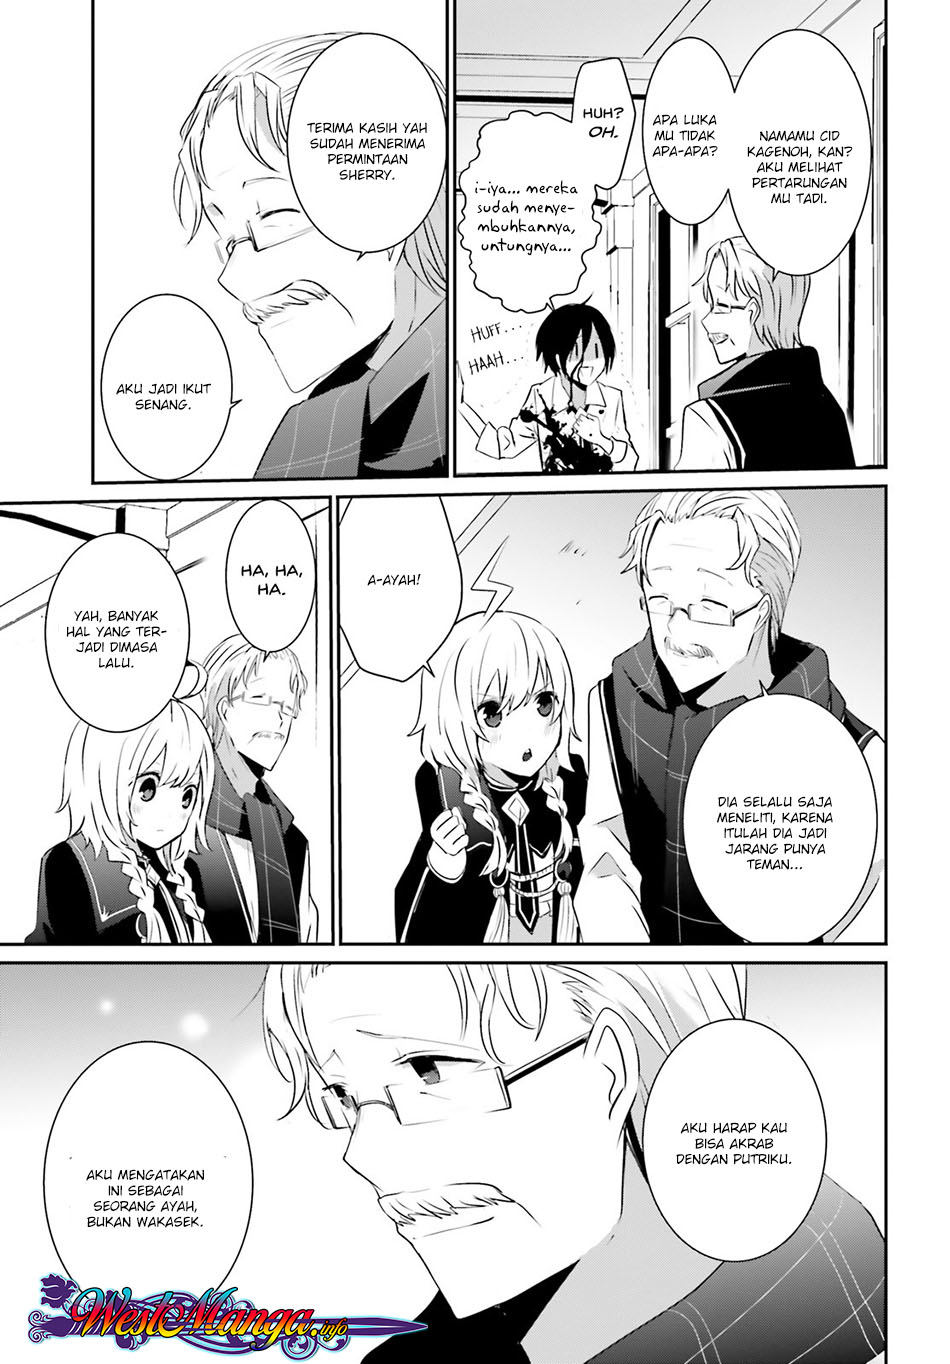 NAMAMU CID
KAGENOH, KAN?
AKU MELIHAT
PERTARUNGAN
MU TADI.
APA LUKA
MU TIDAK
APA-APA?
HUH?
OH.
i-iya... mereka
sudah menye-
mbuhkannya,
untungnya...
HUFF...
HAAH...
TERIMA KASIH YAH
SUDAH MENERIMA
PERMINTAAN
SHERRY.
AKU JADI IKUT
SENANG.
DIA SELALU SAJA
MENELITI, KARENA
ITULAH DIA JADI
JARANG PUNYA
TEMAN...
A-AYAH!
HA, HA,
HA.
YAH, BANYAK
HAL YANG TER-
JADI DIMASA
LALU.
AKU HARAP KAU
BISA AKRAB
DENGAN PUTRIKU.
AKU MENGATAKAN
INI SEBAGAI
SEORANG AYAH,
BUKAN WAKASEK.
WestManga.info